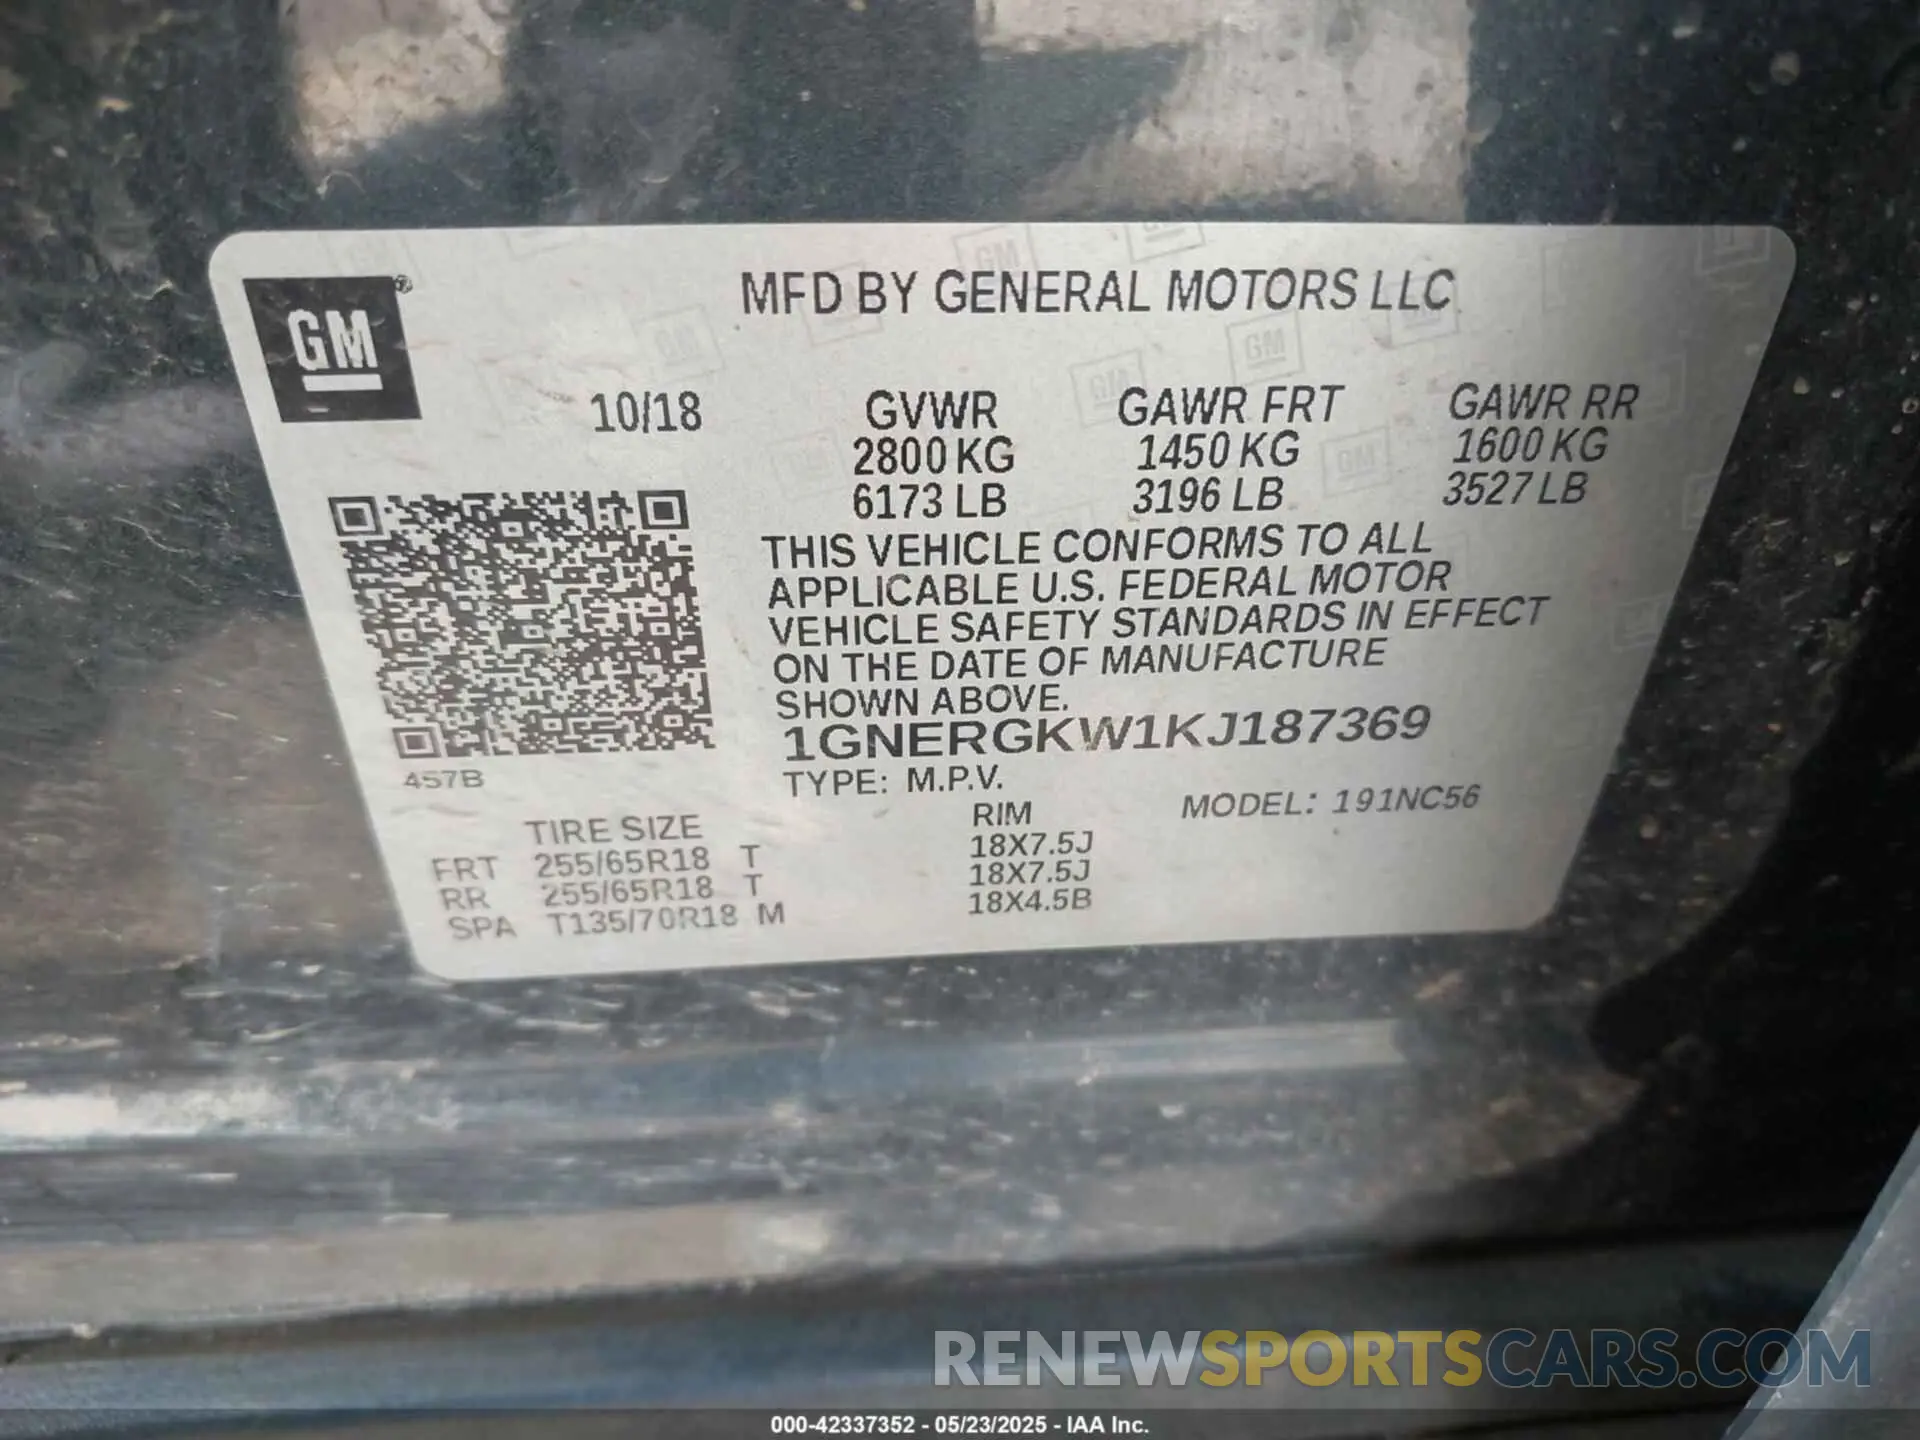 GM ®
MFD BY GENERAL MOTORS LLC
10/18 GVWR GAWR FRT GAWR RR
2800 KG 1450 KG 1600 KG
6173 LB 3196 LB 3527 LB
THIS VEHICLE CONFORMS TO ALL
APPLICABLE U.S. FEDERAL MOTOR
VEHICLE SAFETY STANDARDS IN EFFECT
ON THE DATE OF MANUFACTURE
SHOWN ABOVE.
1GNERGKW1KJ187369
457B
TYPE: M.P.V.
MODEL: 191NC56
TIRE SIZE RIM
FRT 255/65R18 T 18X7.5J
RR 255/65R18 T 18X7.5J
SPA T135/70R18 M 18X4.5B
RENEWSPORTSCARS.COM
000-42337352 - 05/23/2025 - IAA Inc.